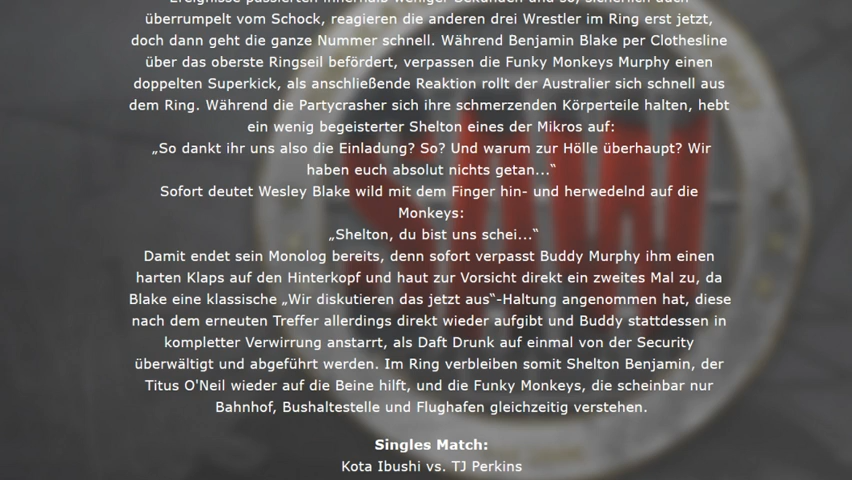 Ereignisse passierten innerhalb weniger Sekunden und so, sicherlich auch
überrumpelt vom Schock, reagieren die anderen drei Wrestler im Ring erst jetzt,
doch dann geht die ganze Nummer schnell. Während Benjamin Blake per Clothesline
über das oberste Ringseil befördert, verpassen die Funky Monkeys Murphy einen
doppelten Superkick, als anschließende Reaktion rollt der Australier sich schnell aus
dem Ring. Während die Partycrasher sich ihre schmerzenden Körperteile halten, hebt
ein wenig begeisterter Shelton eines der Mikros auf:
„So dankt ihr uns also die Einladung? So? Und warum zur Hölle überhaupt? Wir
haben euch absolut nichts getan...“
Sofort deutet Wesley Blake wild mit dem Finger hin- und herwedelnd auf die
Monkeys:
„Shelton, du bist uns schei...“
Damit endet sein Monolog bereits, denn sofort verpasst Buddy Murphy ihm einen
harten Klaps auf den Hinterkopf und haut zur Vorsicht direkt ein zweites Mal zu, da
Blake eine klassische „Wir diskutieren das jetzt aus“-Haltung angenommen hat, diese
nach dem erneuten Treffer allerdings direkt wieder aufgibt und Buddy stattdessen in
kompletter Verwirrung anstarrt, als Daft Drunk auf einmal von der Security
überwältigt und abgeführt werden. Im Ring verbleiben somit Shelton Benjamin, der
Titus O'Neil wieder auf die Beine hilft, und die Funky Monkeys, die scheinbar nur
Bahnhof, Bushaltestelle und Flughafen gleichzeitig verstehen.
Singles Match:
Kota Ibushi vs. TJ Perkins